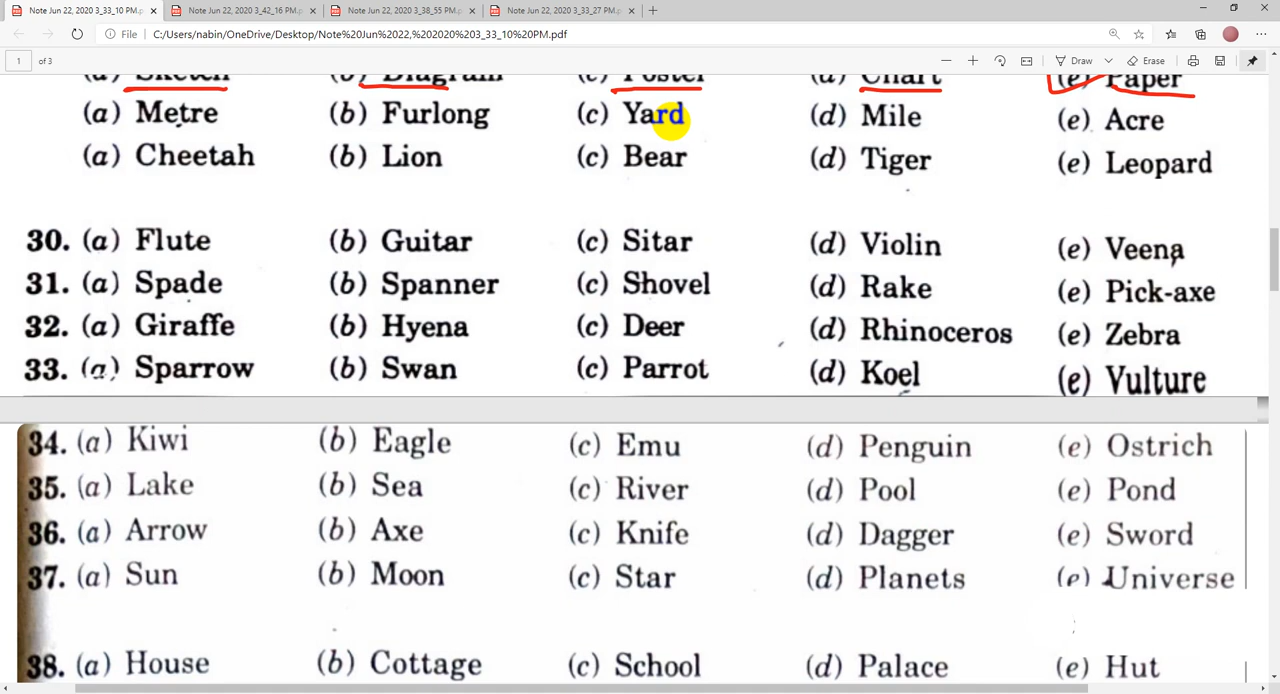 Note Jun 22, 2020 3_33_10 PM.p
Note Jun 22, 2020 3_42_16 PM.p
Note Jun 22, 2020 3_38_55 PM.p
Note Jun 22, 2020 3_33_27 PM.p
File C:/Users/nabin/OneDrive/Desktop/Note%20Jun%2022,%202020%203_33_10%20PM.pdf
1 of 3 Draw Erase
(a) Sketch (b) Diagram (c) Poster (d) Chart (e) Paper
(a) Metre (b) Furlong (c) Yard (d) Mile (e) Acre
(a) Cheetah (b) Lion (c) Bear (d) Tiger (e) Leopard
30. (a) Flute (b) Guitar (c) Sitar (d) Violin (e) Veena
31. (a) Spade (b) Spanner (c) Shovel (d) Rake (e) Pick-axe
32. (a) Giraffe (b) Hyena (c) Deer (d) Rhinoceros (e) Zebra
33. (a) Sparrow (b) Swan (c) Parrot (d) Koel (e) Vulture
34. (a) Kiwi (b) Eagle (c) Emu (d) Penguin (e) Ostrich
35. (a) Lake (b) Sea (c) River (d) Pool (e) Pond
36. (a) Arrow (b) Axe (c) Knife (d) Dagger (e) Sword
37. (a) Sun (b) Moon (c) Star (d) Planets (e) Universe
38. (a) House (b) Cottage (c) School (d) Palace (e) Hut